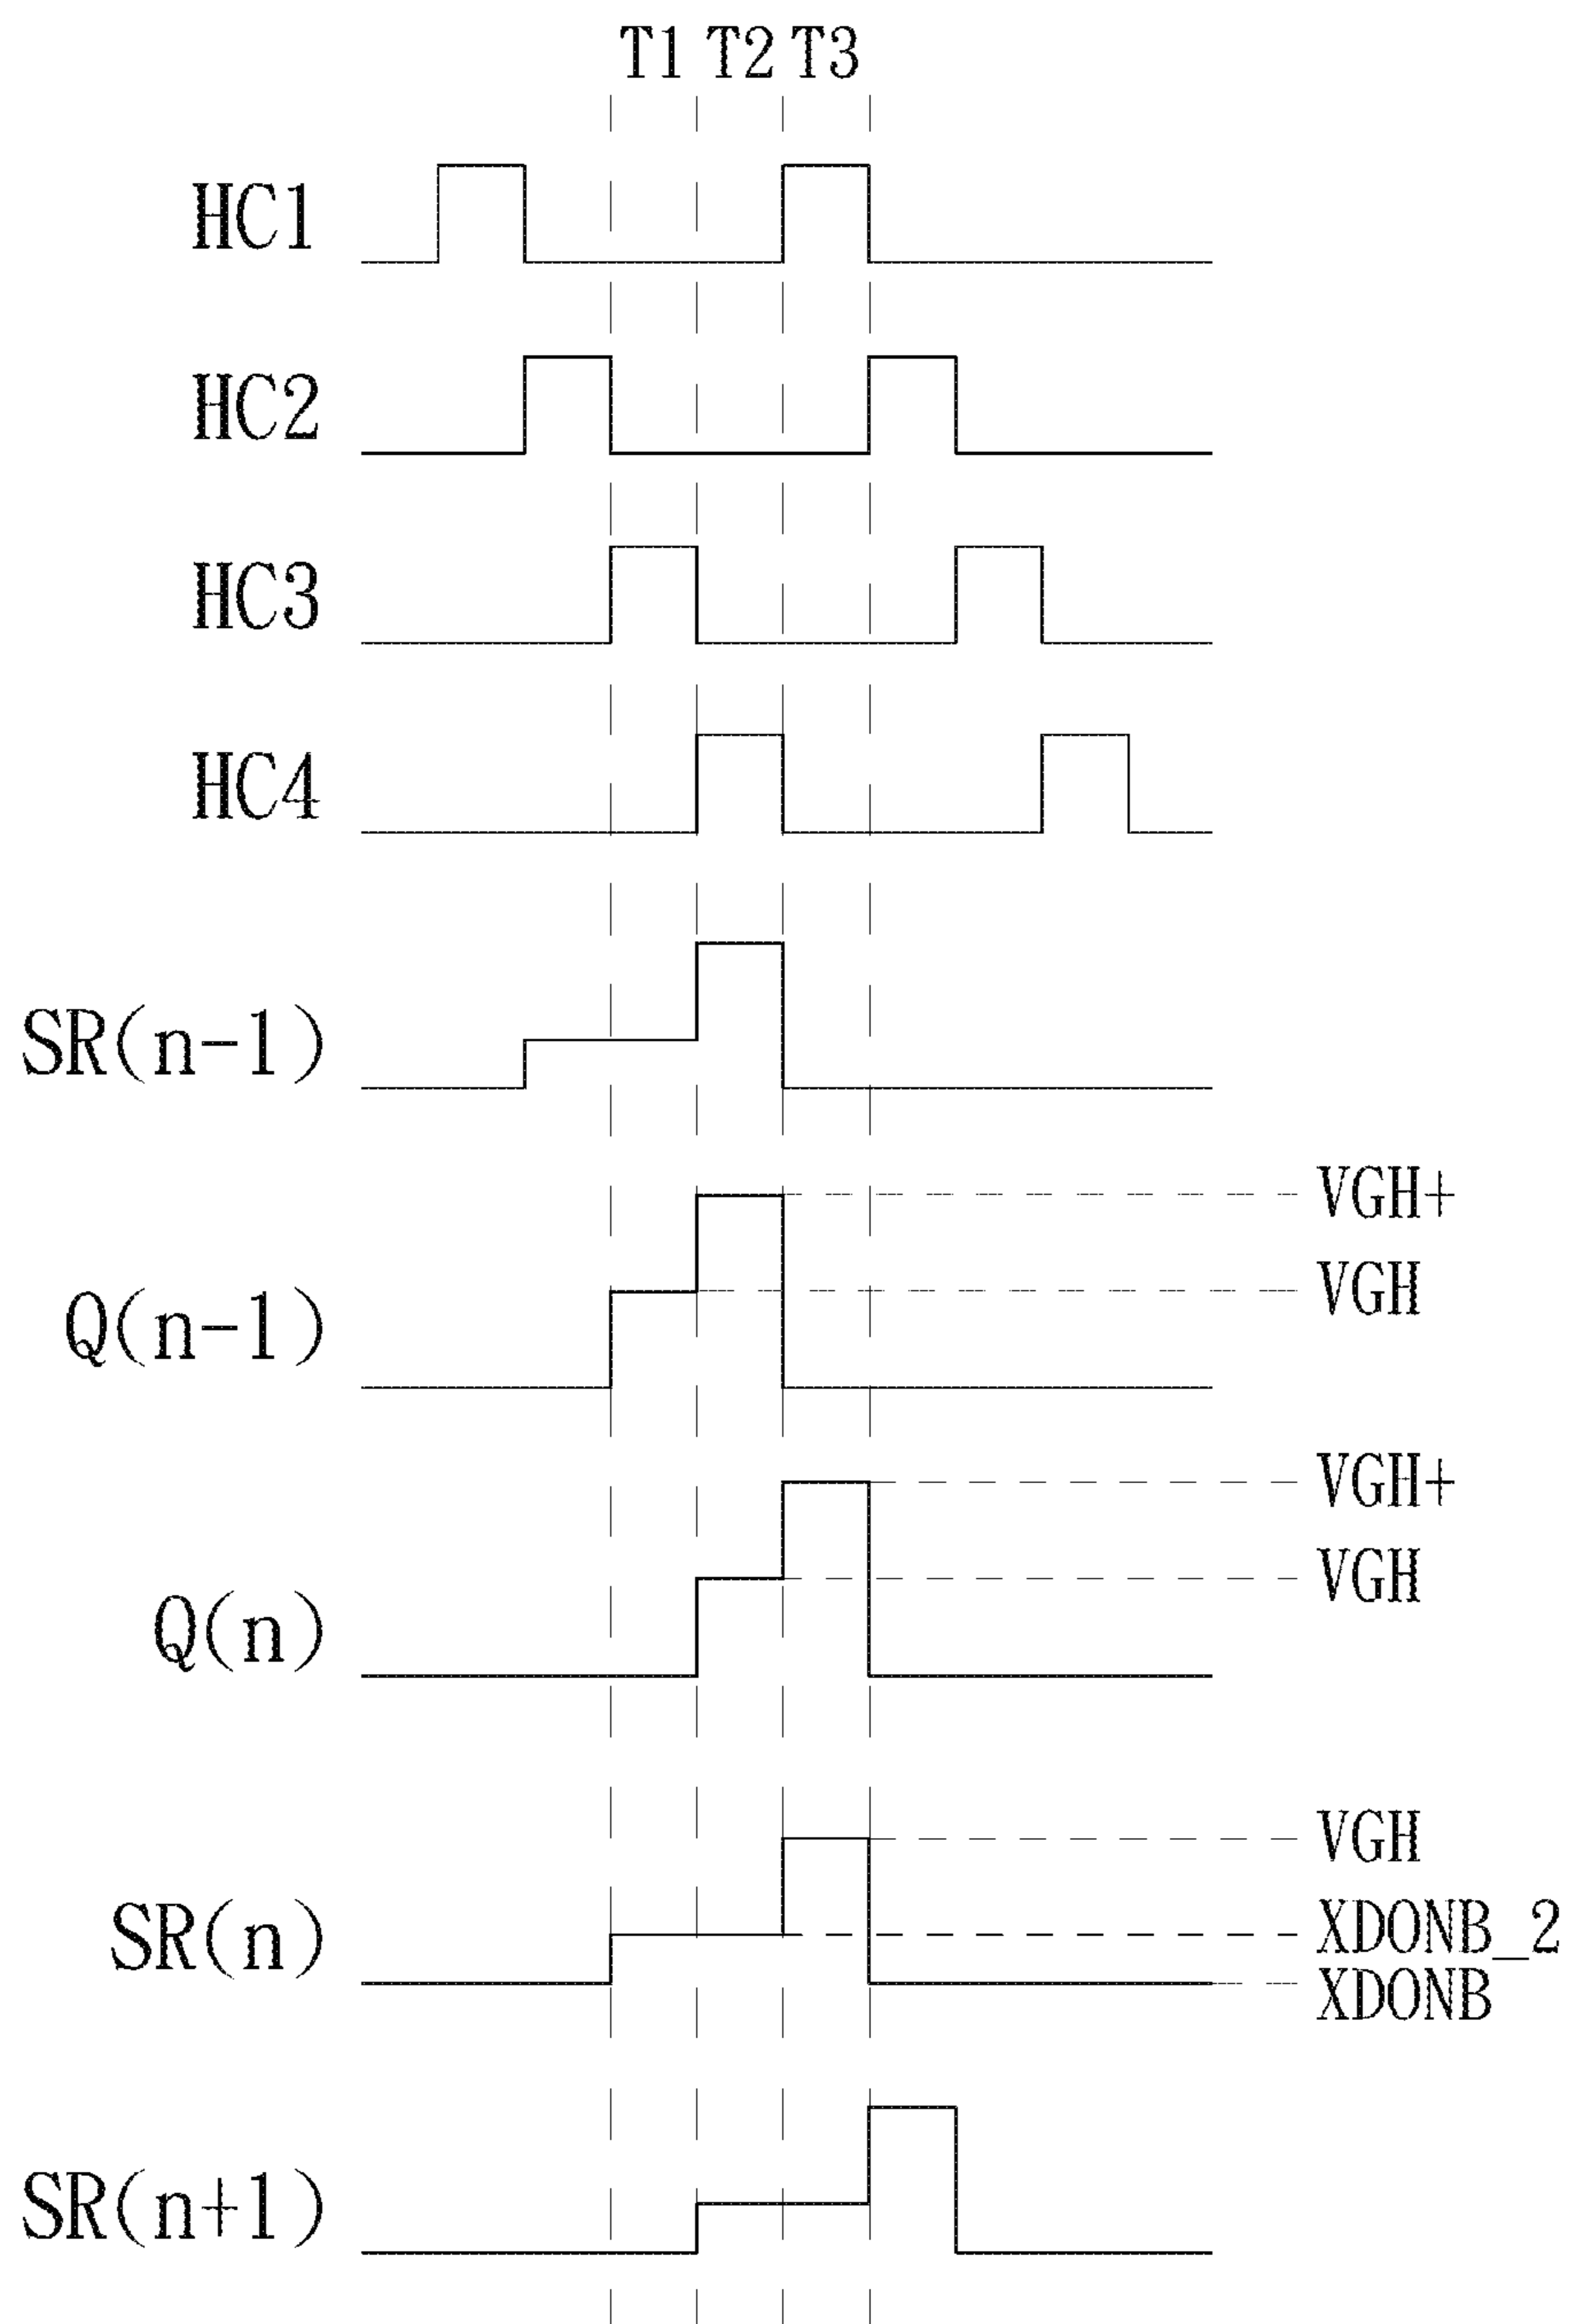 T1 T2 T3
HC1
HC2
HC3
HC4
SR(n-1)
VGH+
VGH
Q(n-1)
VGH+
VGH
Q(n)
VGH
XDONB_2
SR(n)
XDONB
SR(n+1)